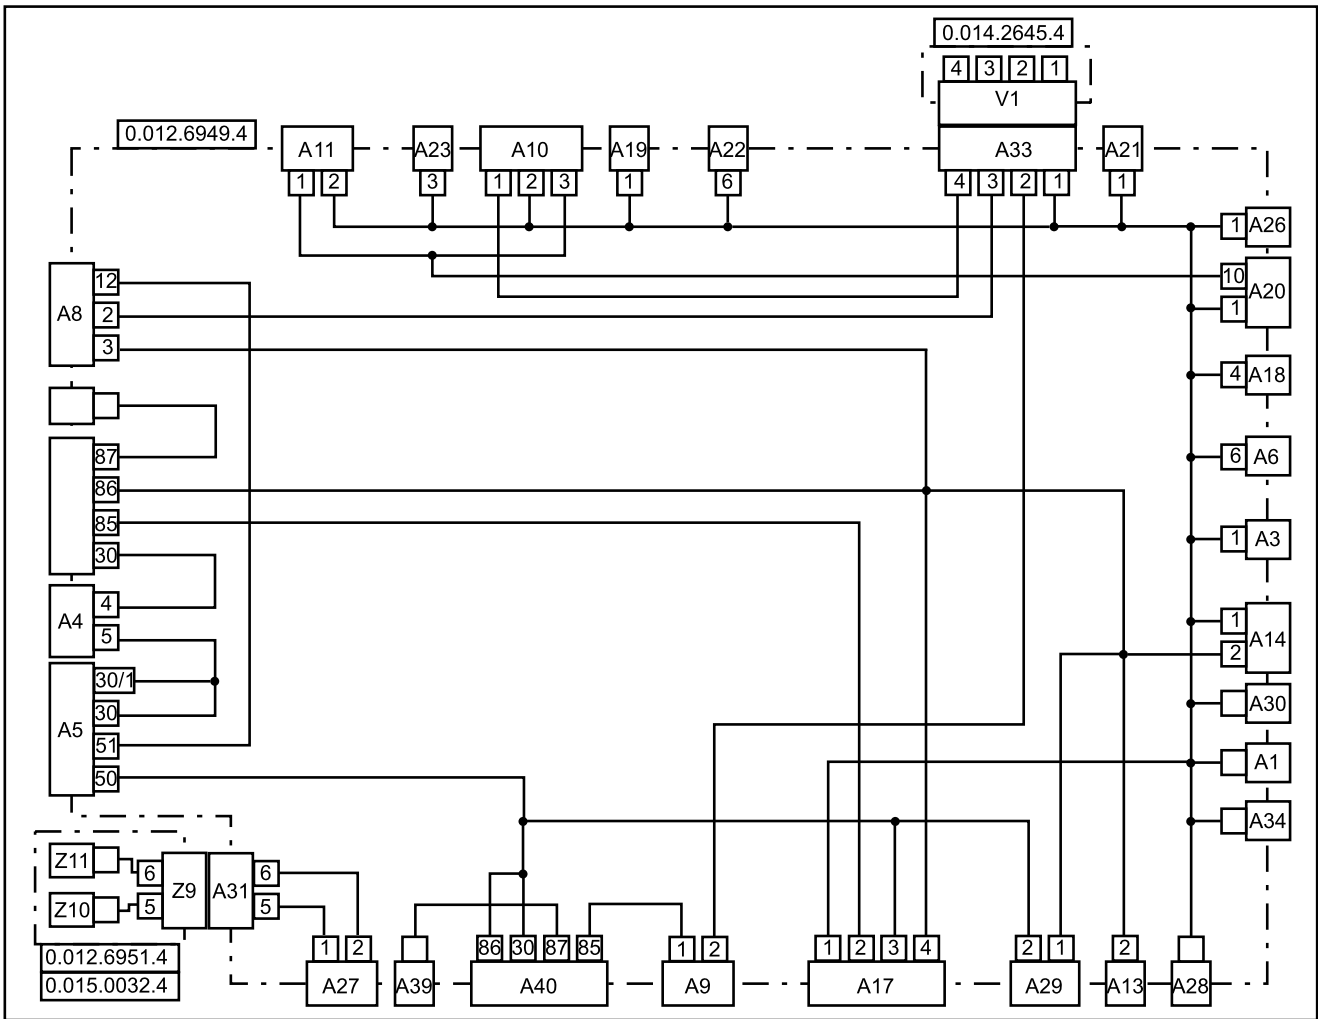 0.014.2645.4
4 3 2 1
V1
0.012.6949.4
A11 A23 A10 A19 A22 A33 A21
1 2 3 1 2 3 1 6 4 3 2 1 1
1 A26
10 A20
1
A8 12
2
3
4 A18
87
86
85
30
6 A6
1 A3
A4 4
5
1 A14
2
A5 30/1
30
51
50
A30
A1
A34
Z11 6 Z9 A31 6
Z10 5 5
0.012.6951.4
0.015.0032.4
1 2 86 30 87 85 1 2 1 2 3 4 2 1 2
A27 A39 A40 A9 A17 A29 A13 A28